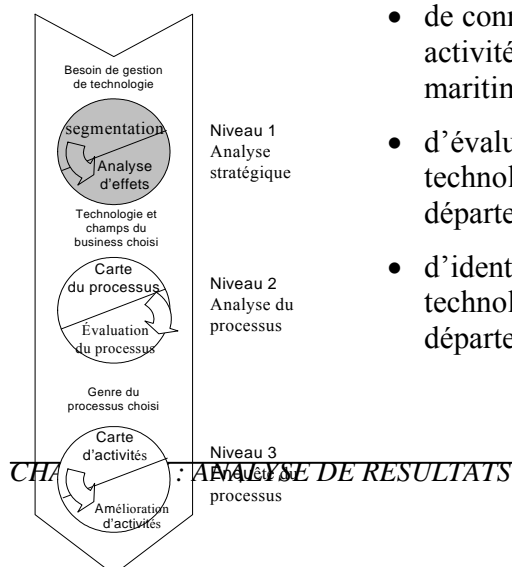 Besoin de gestion
de technologie
segmentation
Analyse
d'effets
Niveau 1
Analyse
stratégique
Technologie et
champs du
business choisi
Carte
du processus
Évaluation
du processus
Niveau 2
Analyse du
processus
Genre du
processus choisi
Carte
d'activités
Amélioration
d'activités
Niveau 3
Enquête du
processus
• de
activité
• d'évalu
technol
départe
• d'ident
technol
départe
: ANALYSE DE RESULTATS